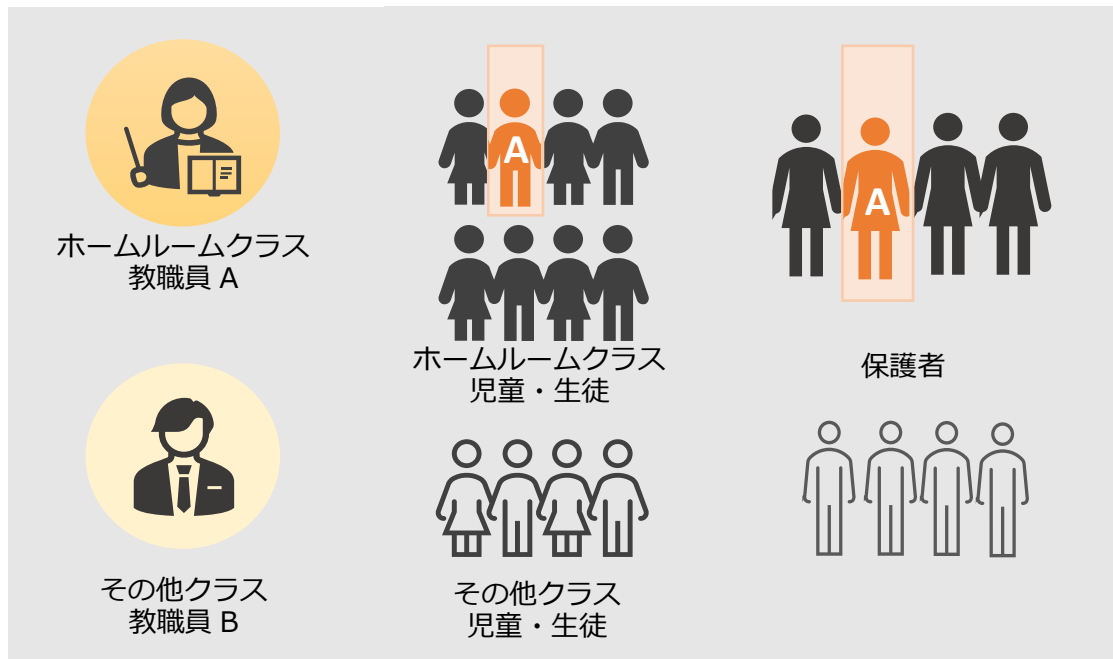 A
A
ホームルームクラス
教職員 A
ホームルームクラス
児童・生徒
保護者
その他クラス
教職員 B
その他クラス
児童・生徒